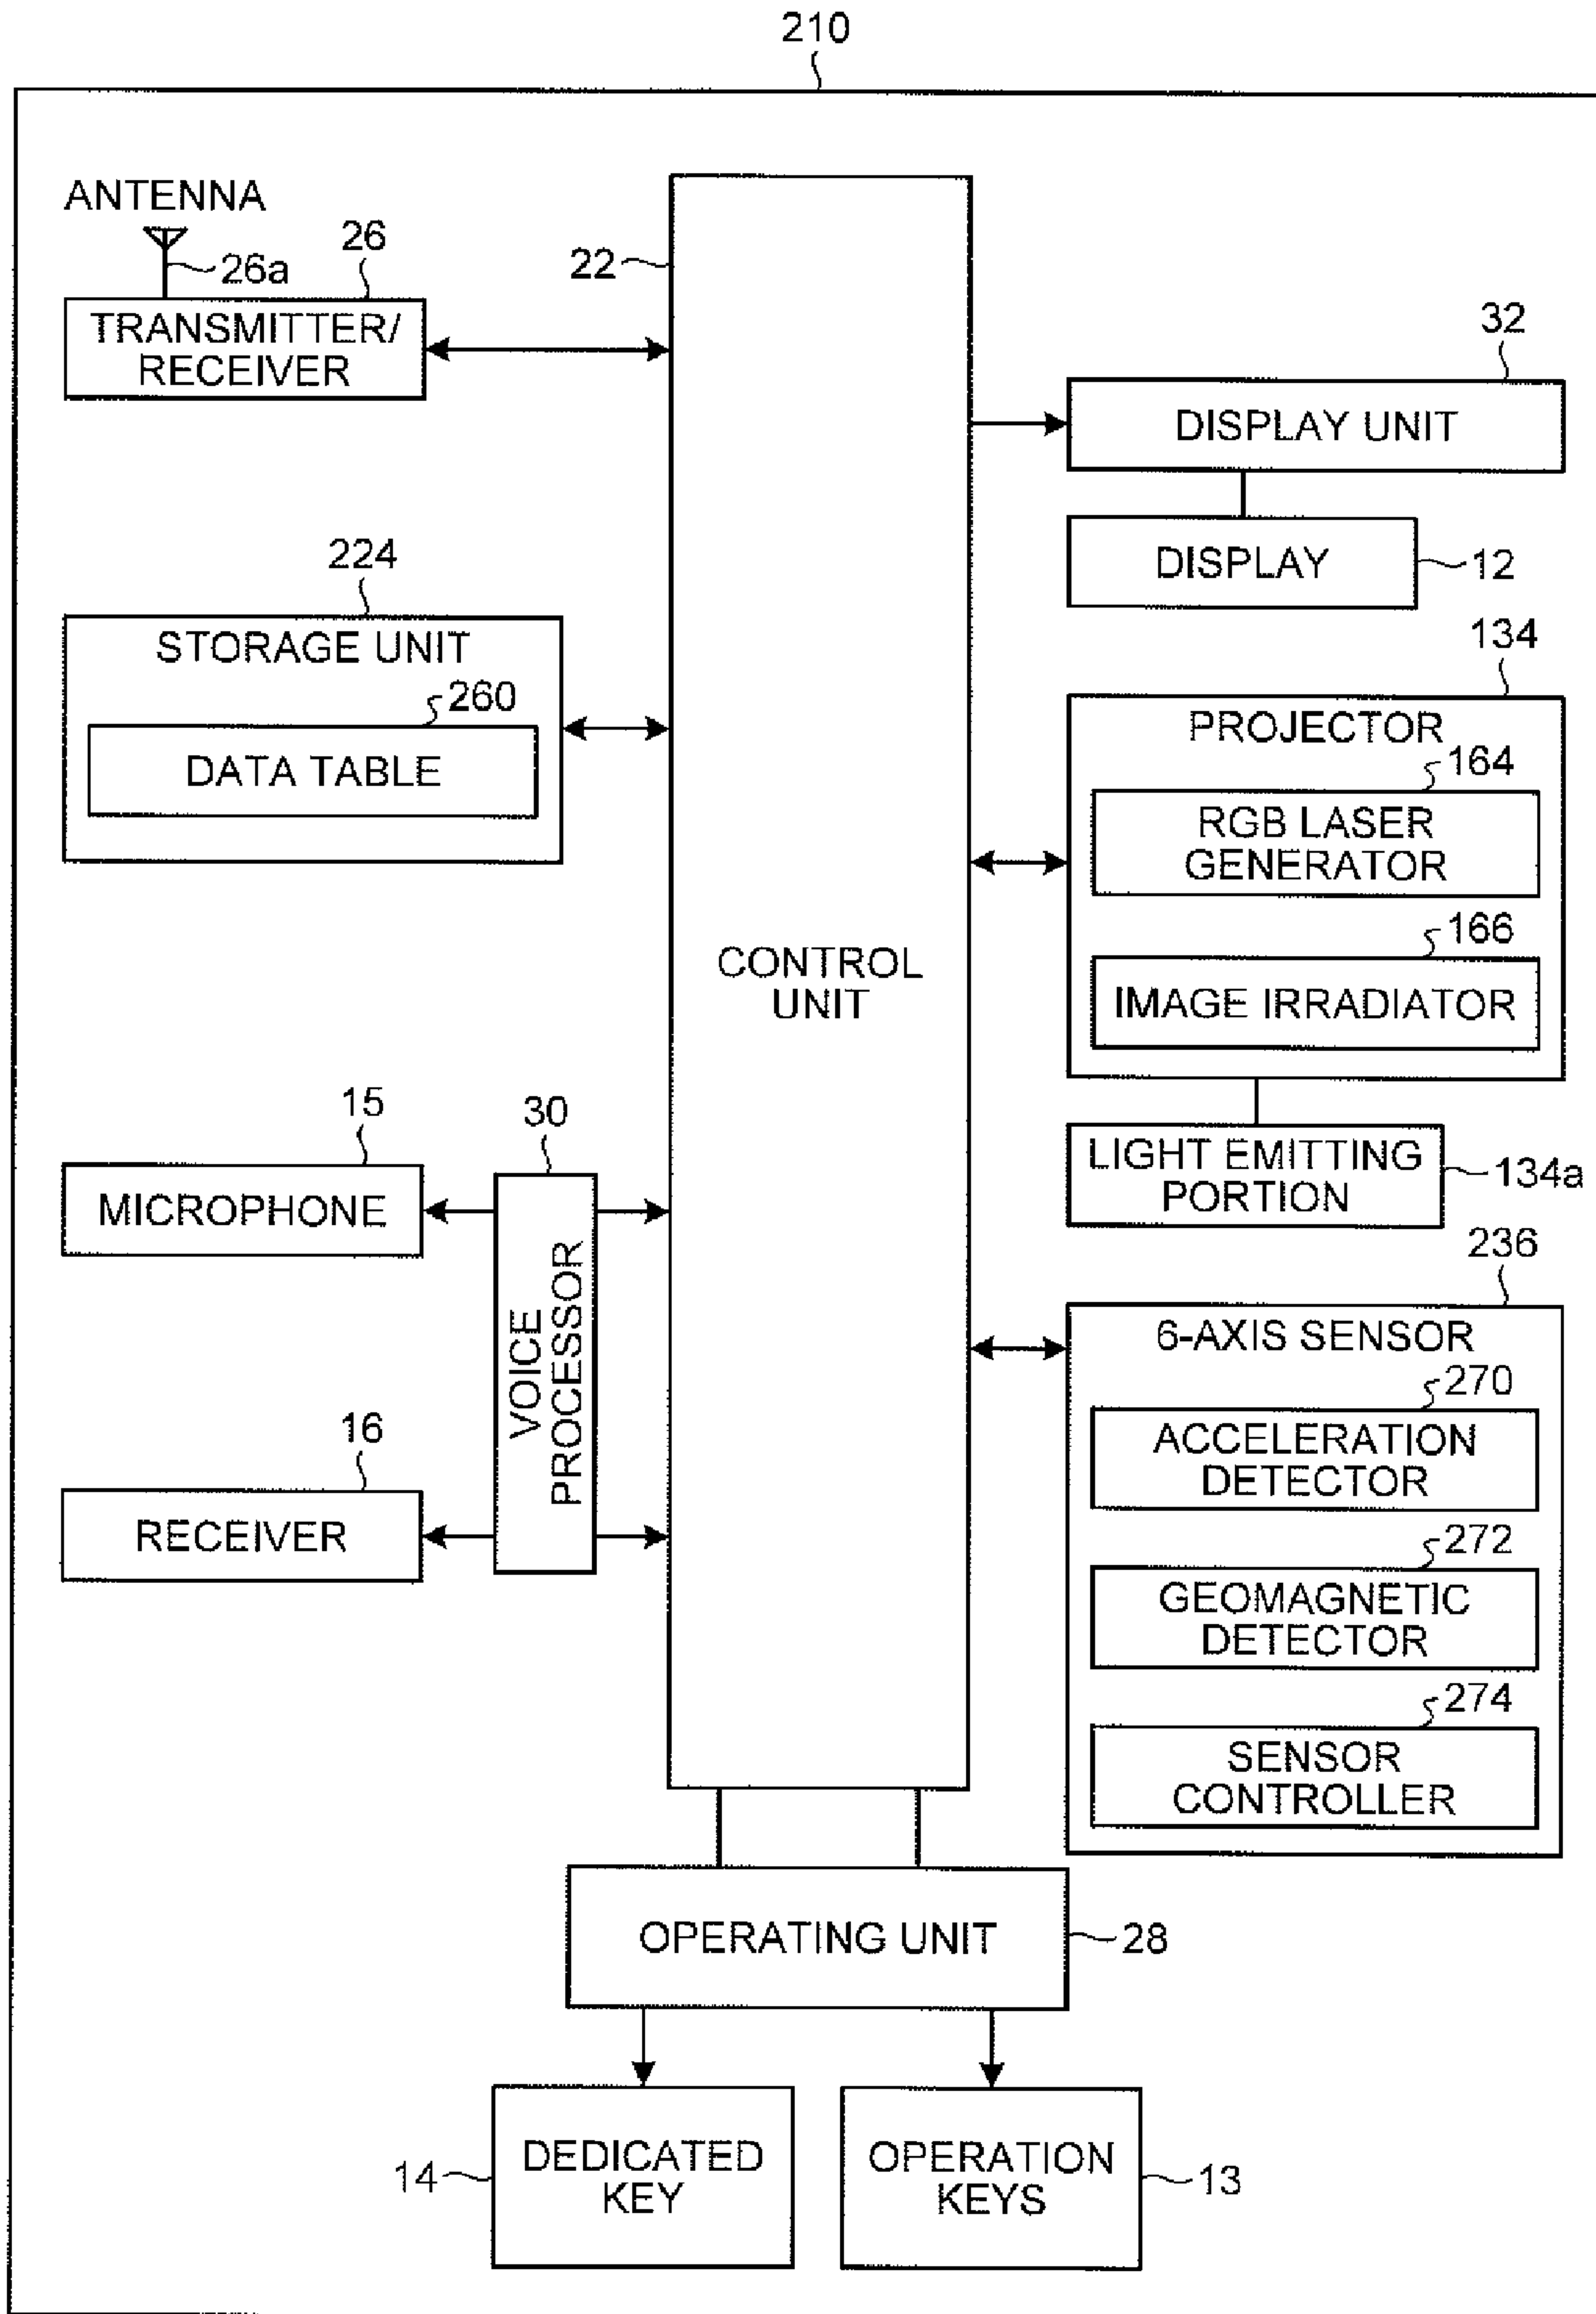 210
ANTENNA
26a
26
TRANSMITTER/
RECEIVER
22
CONTROL
UNIT
32
DISPLAY UNIT
DISPLAY
12
224
STORAGE UNIT
260
DATA TABLE
134
PROJECTOR
164
RGB LASER
GENERATOR
166
IMAGE IRRADIATOR
LIGHT EMITTING
PORTION
134a
15
MICROPHONE
30
VOICE
PROCESSOR
16
RECEIVER
236
6-AXIS SENSOR
270
ACCELERATION
DETECTOR
272
GEOMAGNETIC
DETECTOR
274
SENSOR
CONTROLLER
OPERATING UNIT
28
14
DEDICATED
KEY
OPERATION
KEYS
13